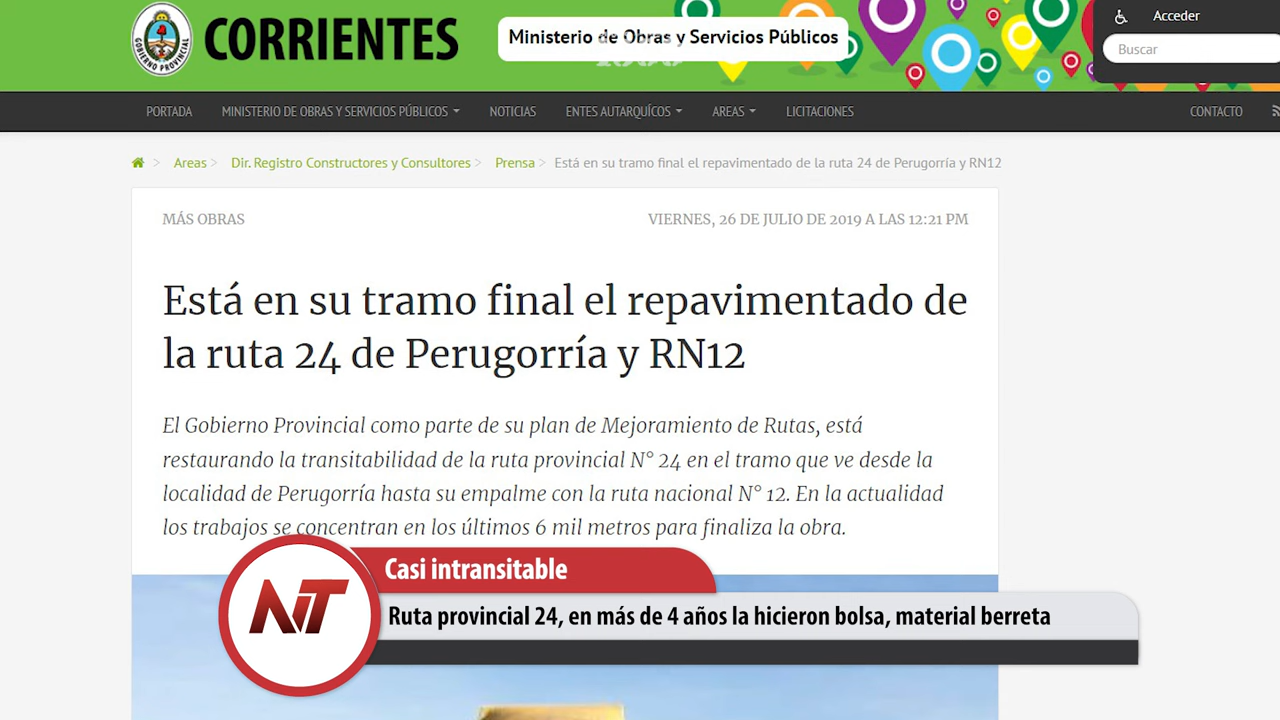 GOBIERNO PROVINCIAL
CORRIENTES
Ministerio de Obras y Servicios Públicos
Acceder
Buscar
PORTADA
MINISTERIO DE OBRAS Y SERVICIOS PÚBLICOS
NOTICIAS
ENTES AUTARQUÍCOS
AREAS
LICITACIONES
CONTACTO
> Areas > Dir. Registro Constructores y Consultores > Prensa > Está en su tramo final el repavimentado de la ruta 24 de Perugorría y RN12
MÁS OBRAS
VIERNES, 26 DE JULIO DE 2019 A LAS 12:21 PM
Está en su tramo final el repavimentado de
la ruta 24 de Perugorría y RN12
El Gobierno Provincial como parte de su plan de Mejoramiento de Rutas, está
restaurando la transitabilidad de la ruta provincial N° 24 en el tramo que ve desde la
localidad de Perugorría hasta su empalme con la ruta nacional N° 12. En la actualidad
los trabajos se concentran en los últimos 6 mil metros para finaliza la obra.
NT
Casi intransitable
Ruta provincial 24, en más de 4 años la hicieron bolsa, material berreta